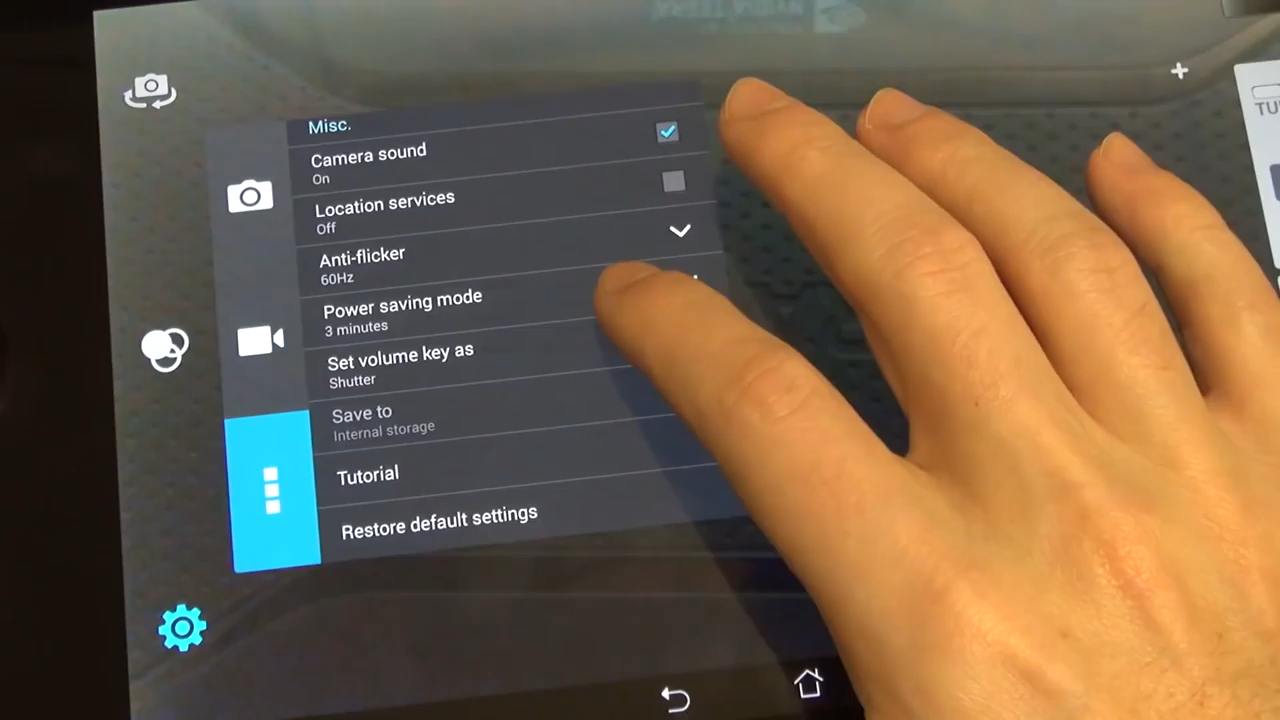 Misc.
Camera sound
On
Location services
Off
Anti-flicker
60Hz
Power saving mode
3 minutes
Set volume key as
Shutter
Save to
Internal storage
Tutorial
Restore default settings